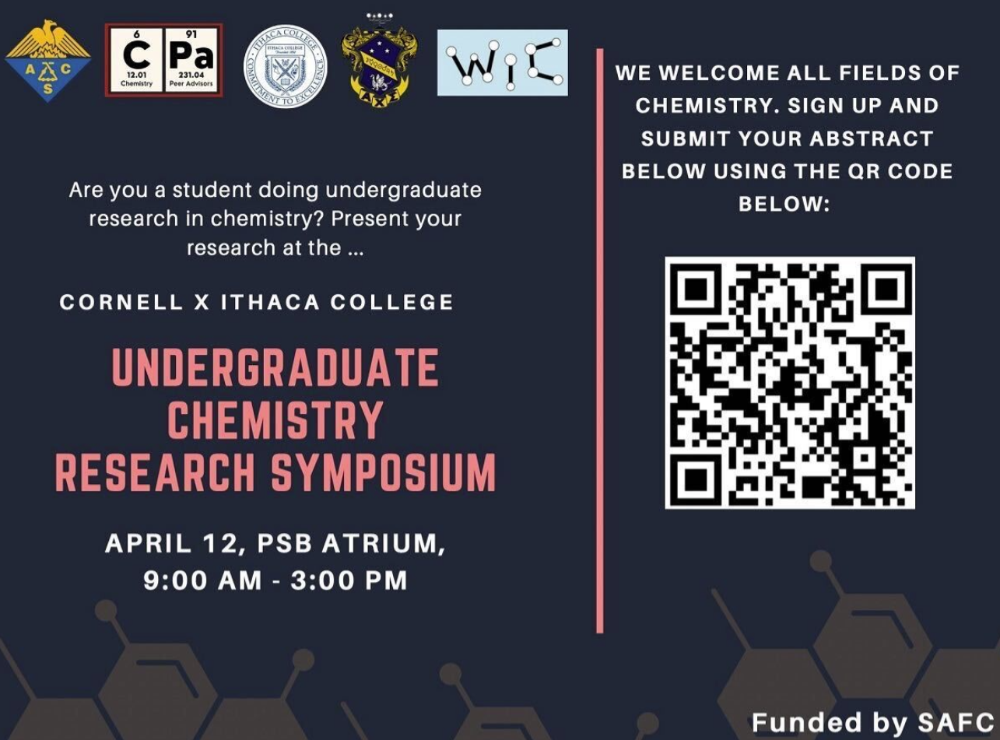 A C
S
6
C
12.01
Chemistry
91
Pa
231.04
Peer Advisors
ITHACA COLLEGE
ITHACA COLLEGE
COMMITMENT TO EXCELLENCE
ΑΧΣ
WIC
Are you a student doing undergraduate
research in chemistry? Present your
research at the ...
CORNELL X ITHACA COLLEGE
UNDERGRADUATE
CHEMISTRY
RESEARCH SYMPOSIUM
APRIL 12, PSB ATRIUM,
9:00 AM - 3:00 PM
WE WELCOME ALL FIELDS OF
CHEMISTRY. SIGN UP AND
SUBMIT YOUR ABSTRACT
BELOW USING THE QR CODE
BELOW:
Funded by SAFC